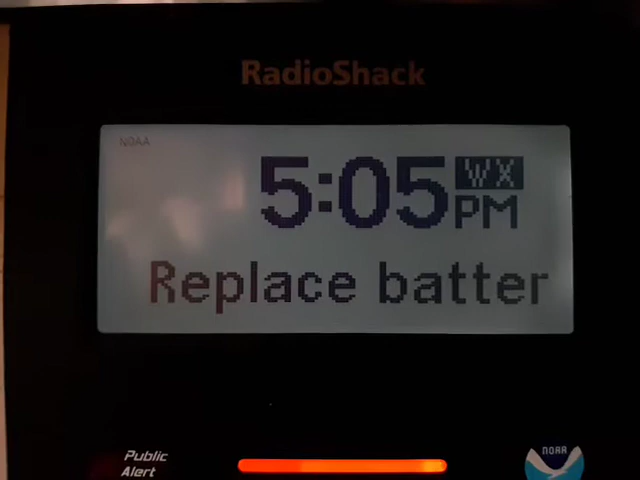 RadioShack
NOAA
5:05 WX
PM
Replace batter
Public
Alert
NOAA